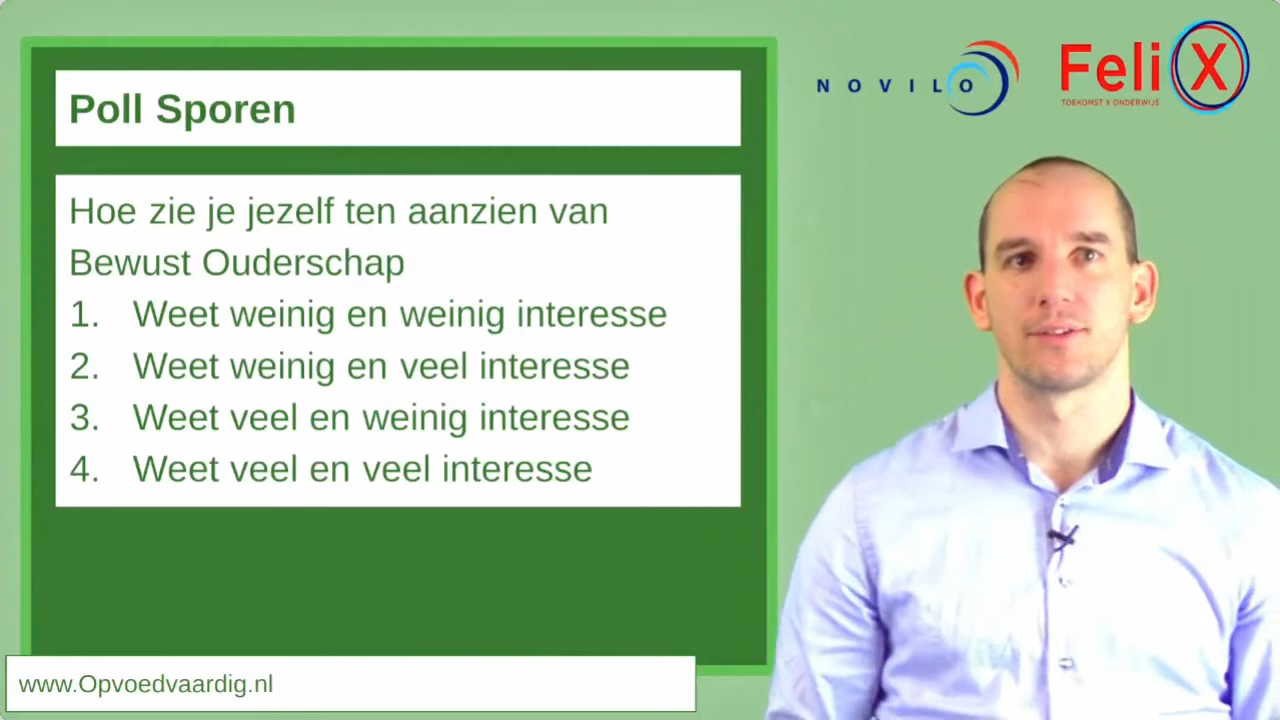 Poll Sporen
Hoe zie je jezelf ten aanzien van
Bewust Ouderschap
1. Weet weinig en weinig interesse
2. Weet weinig en veel interesse
3. Weet veel en weinig interesse
4. Weet veel en veel interesse
www.Opvoedvaardig.nl
NOVILO
FeliX
TOEKOMST X ONDERWIJS